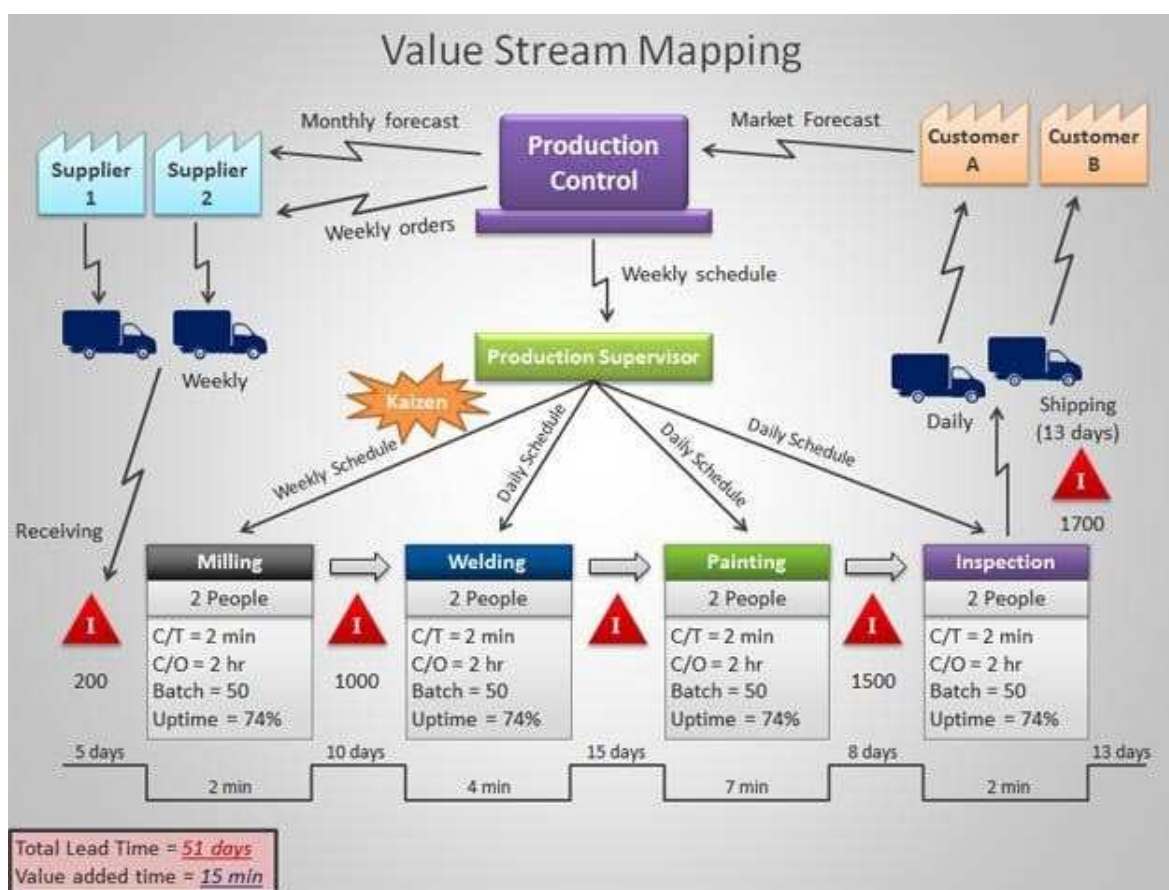 Value Stream Mapping
Monthly forecast
Market Forecast
Production
Control
Supplier
1
Supplier
2
Customer
A
Customer
B
Weekly orders
Weekly schedule
Production Supervisor
Weekly
Kaizen
Daily
Shipping
(13 days)
Weekly Schedule
Daily Schedule
Daily Schedule
Daily Schedule
I
1700
Receiving
I
200
Milling
2 People
C/T = 2 min
C/O = 2 hr
Batch = 50
Uptime = 74%
I
1000
Welding
2 People
C/T = 2 min
C/O = 2 hr
Batch = 50
Uptime = 74%
I
Painting
2 People
C/T = 2 min
C/O = 2 hr
Batch = 50
Uptime = 74%
I
1500
Inspection
2 People
C/T = 2 min
C/O = 2 hr
Batch = 50
Uptime = 74%
5 days
10 days
15 days
8 days
13 days
2 min
4 min
7 min
2 min
Total Lead Time = 51 days
Value added time = 15 min